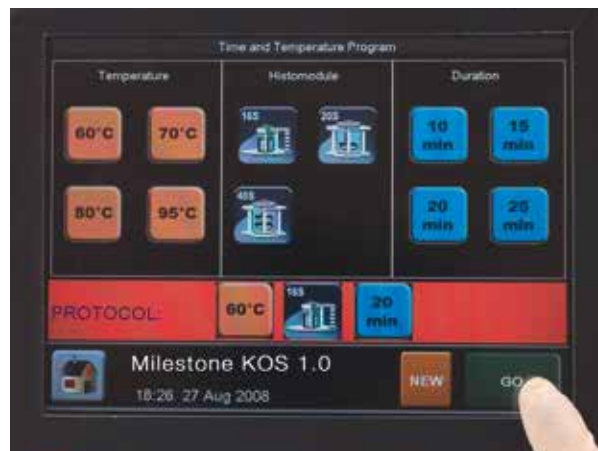 Time and Temperature Program
Temperature
Histomodule
Duration
60°C
70°C
16S
20S
10
min
15
min
80°C
95°C
40S
20
min
25
min
PROTOCOL:
60°C
16S
20
min
Milestone KOS 1.0
NEW
GO
18:26 27 Aug 2008